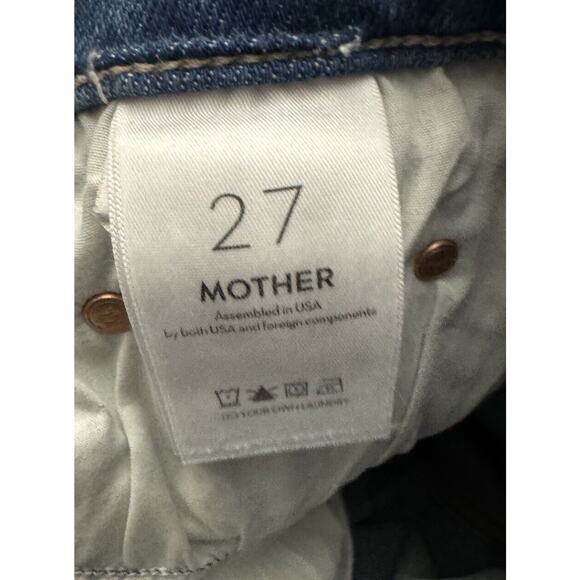 27
MOTHER
Assembled in USA
by both USA and foreign components
DO YOUR OWN LAUNDRY